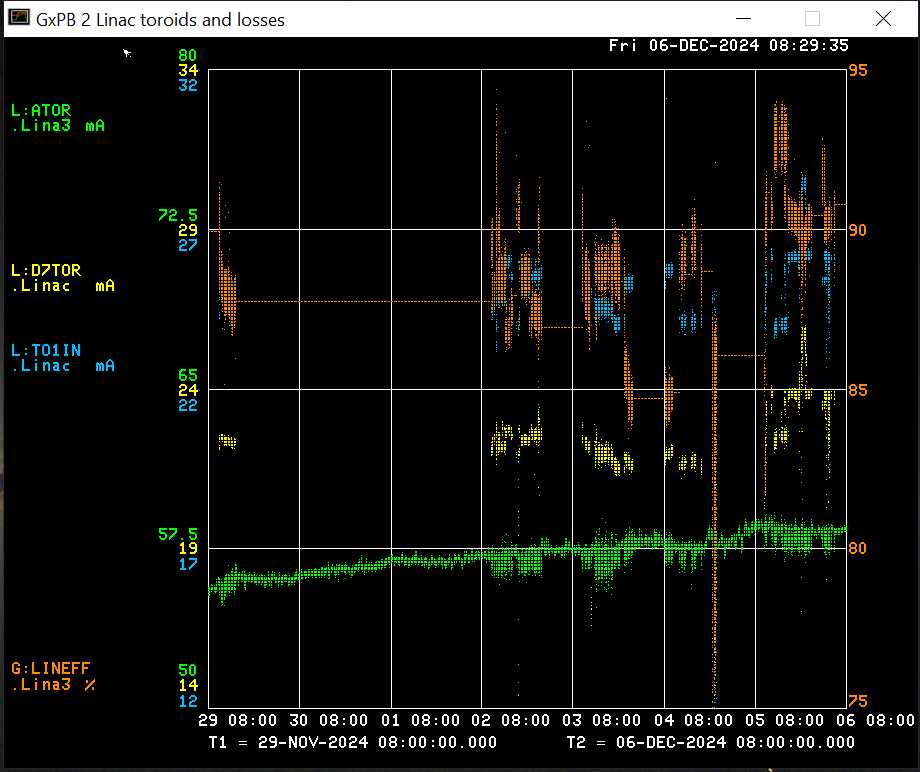 GxPB 2 Linac toroids and losses
Fri 06-DEC-2024 08:29:35
80
34
32
95
L:ATOR
.Lina3 mA
72.5
29
27
90
L:D7TOR
.Linac mA
L:TO1IN
.Linac mA
65
24
22
85
57.5
19
17
80
G:LINEFF
.Lina3 %
50
14
12
75
29 08:00 30 08:00 01 08:00 02 08:00 03 08:00 04 08:00 05 08:00 06 08:00
T1 = 29-NOV-2024 08:00:00.000 T2 = 06-DEC-2024 08:00:00.000